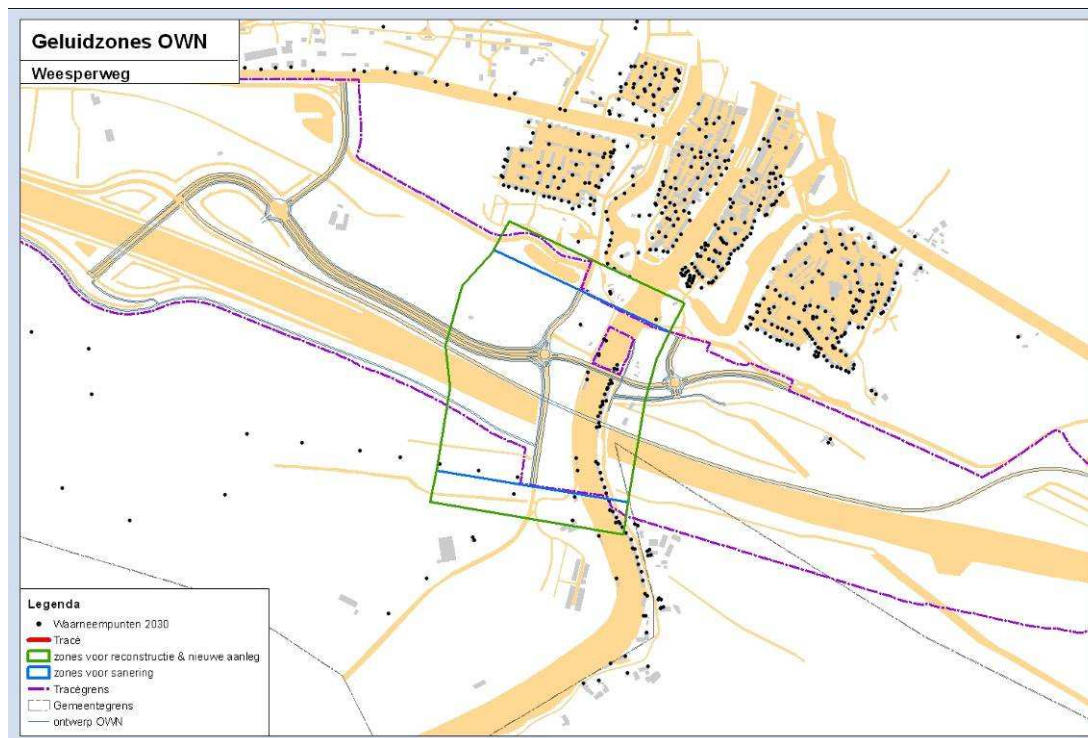 Geluidzones OWN
Weesperweg
Legenda
Waarneempunten 2030
Tracé
zones voor reconstructie & nieuwe aanleg
zones voor sanering
Tracégrens
Gemeentegrens
ontwerp OWN